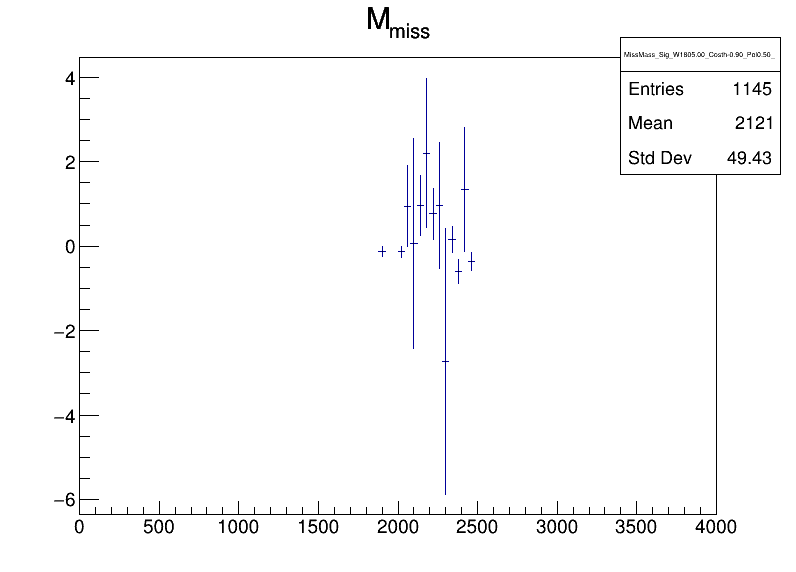 M_miss
MissMass_Sig_W1805.00_Costh-0.90_Pol0.50_
Entries 1145
Mean 2121
Std Dev 49.43
4
2
0
−2
−4
−6
0 500 1000 1500 2000 2500 3000 3500 4000